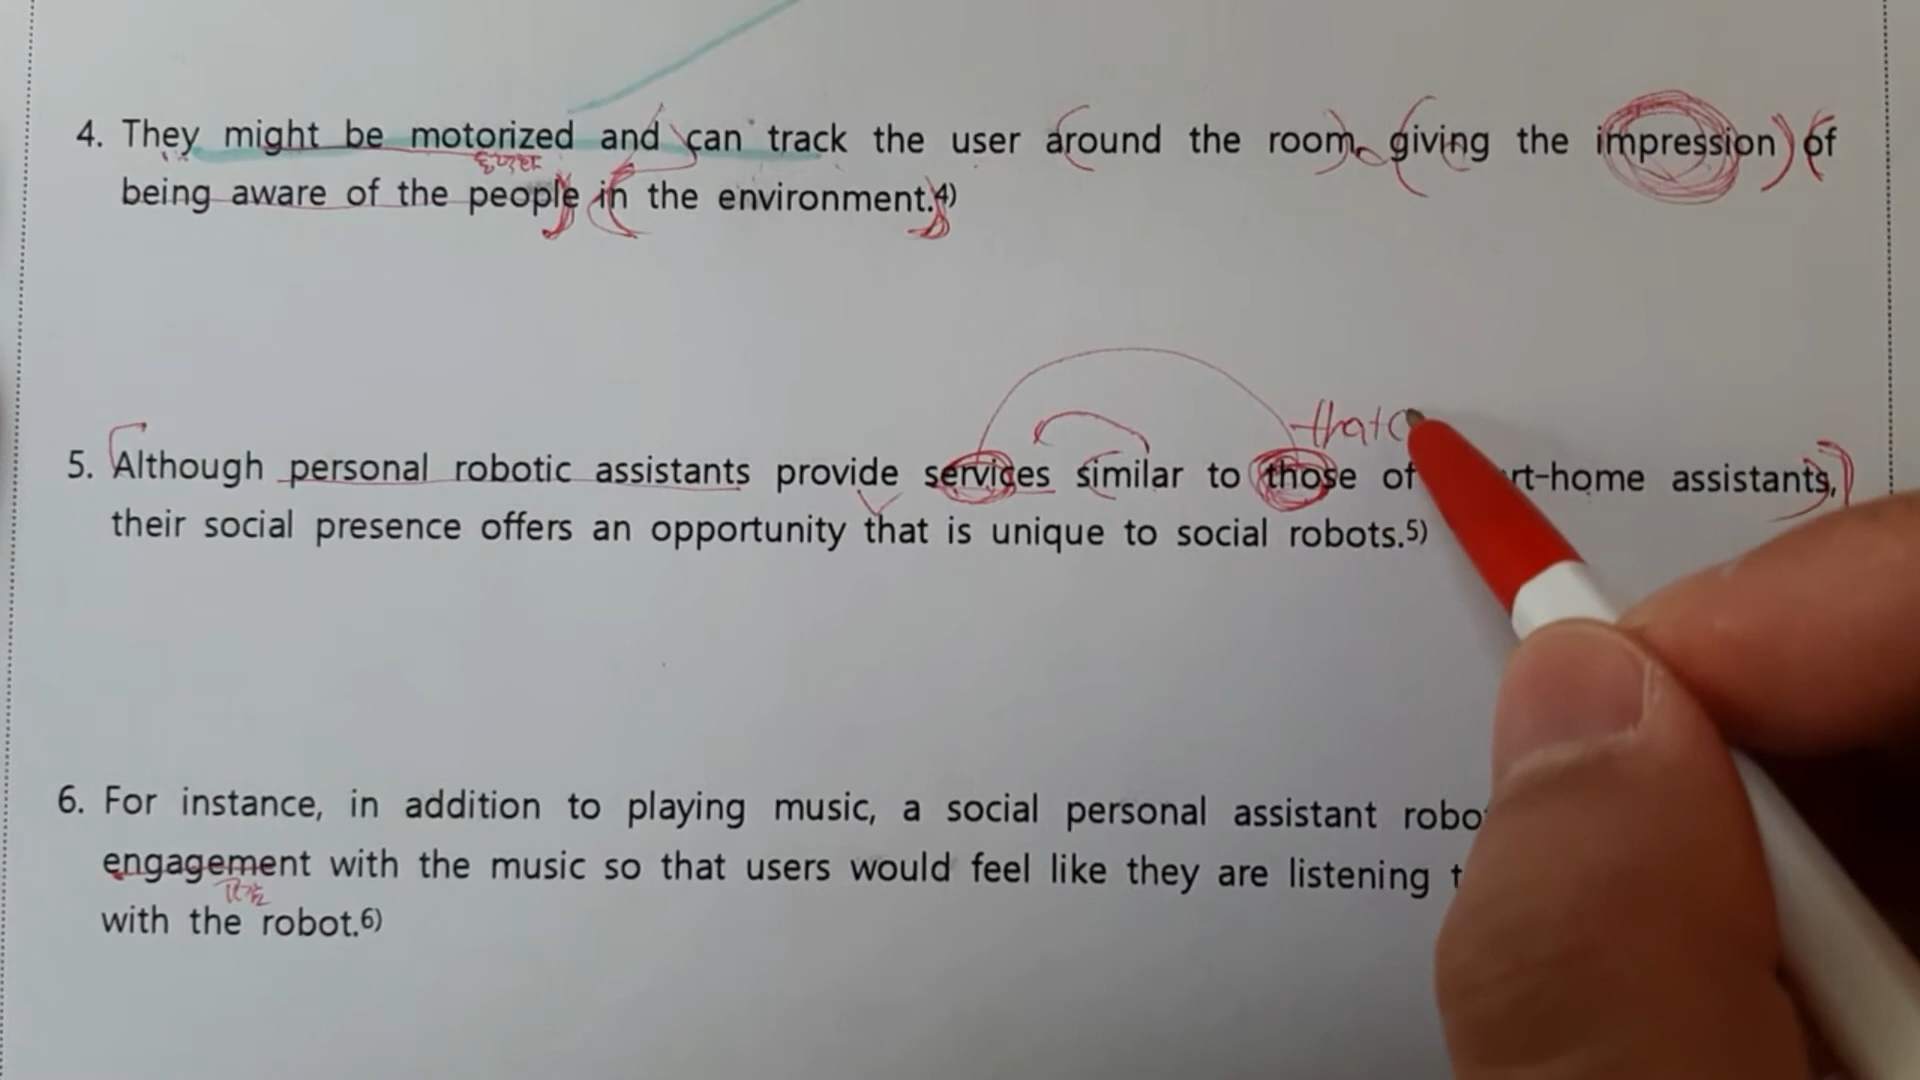 4. They might be motorized and can track the user around the room, giving the impression of
being aware of the people in the environment.4)
that
5. Although personal robotic assistants provide services similar to those of rt-home assistants,
their social presence offers an opportunity that is unique to social robots.5)
6. For instance, in addition to playing music, a social personal assistant robo
engagement with the music so that users would feel like they are listening t
with the robot.6)